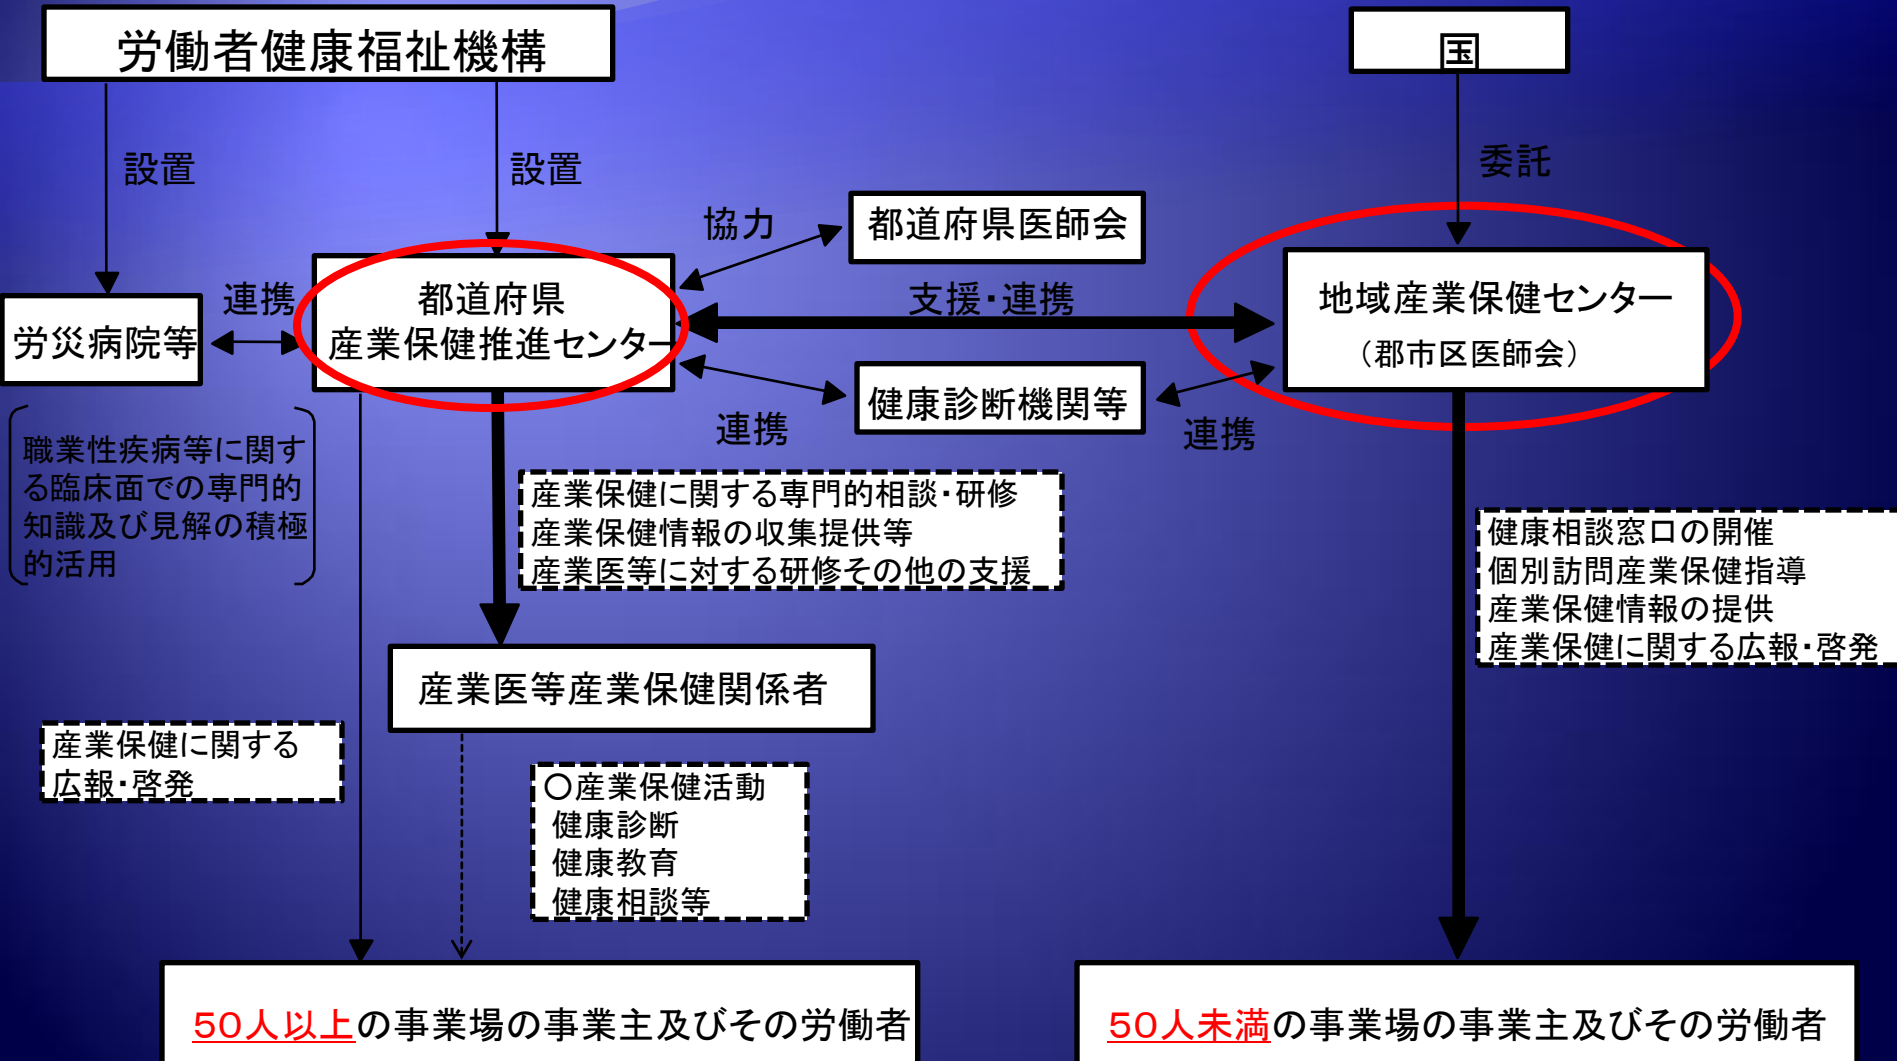 労働者健康福祉機構
国
設置
設置
委託
協力
都道府県医師会
連携
都道府県
産業保健推進センター
支援・連携
地域産業保健センター
（郡市区医師会）
労災病院等
健康診断機関等
連携
連携
職業性疾病等に関す
る臨床面での専門的
知識及び見解の積極
的活用
産業保健に関する専門的相談・研修
産業保健情報の収集提供等
産業医等に対する研修その他の支援
健康相談窓口の開催
個別訪問産業保健指導
産業保健情報の提供
産業保健に関する広報・啓発
産業医等産業保健関係者
産業保健に関する
広報・啓発
○産業保健活動
健康診断
健康教育
健康相談等
５０人以上の事業場の事業主及びその労働者
５０人未満の事業場の事業主及びその労働者